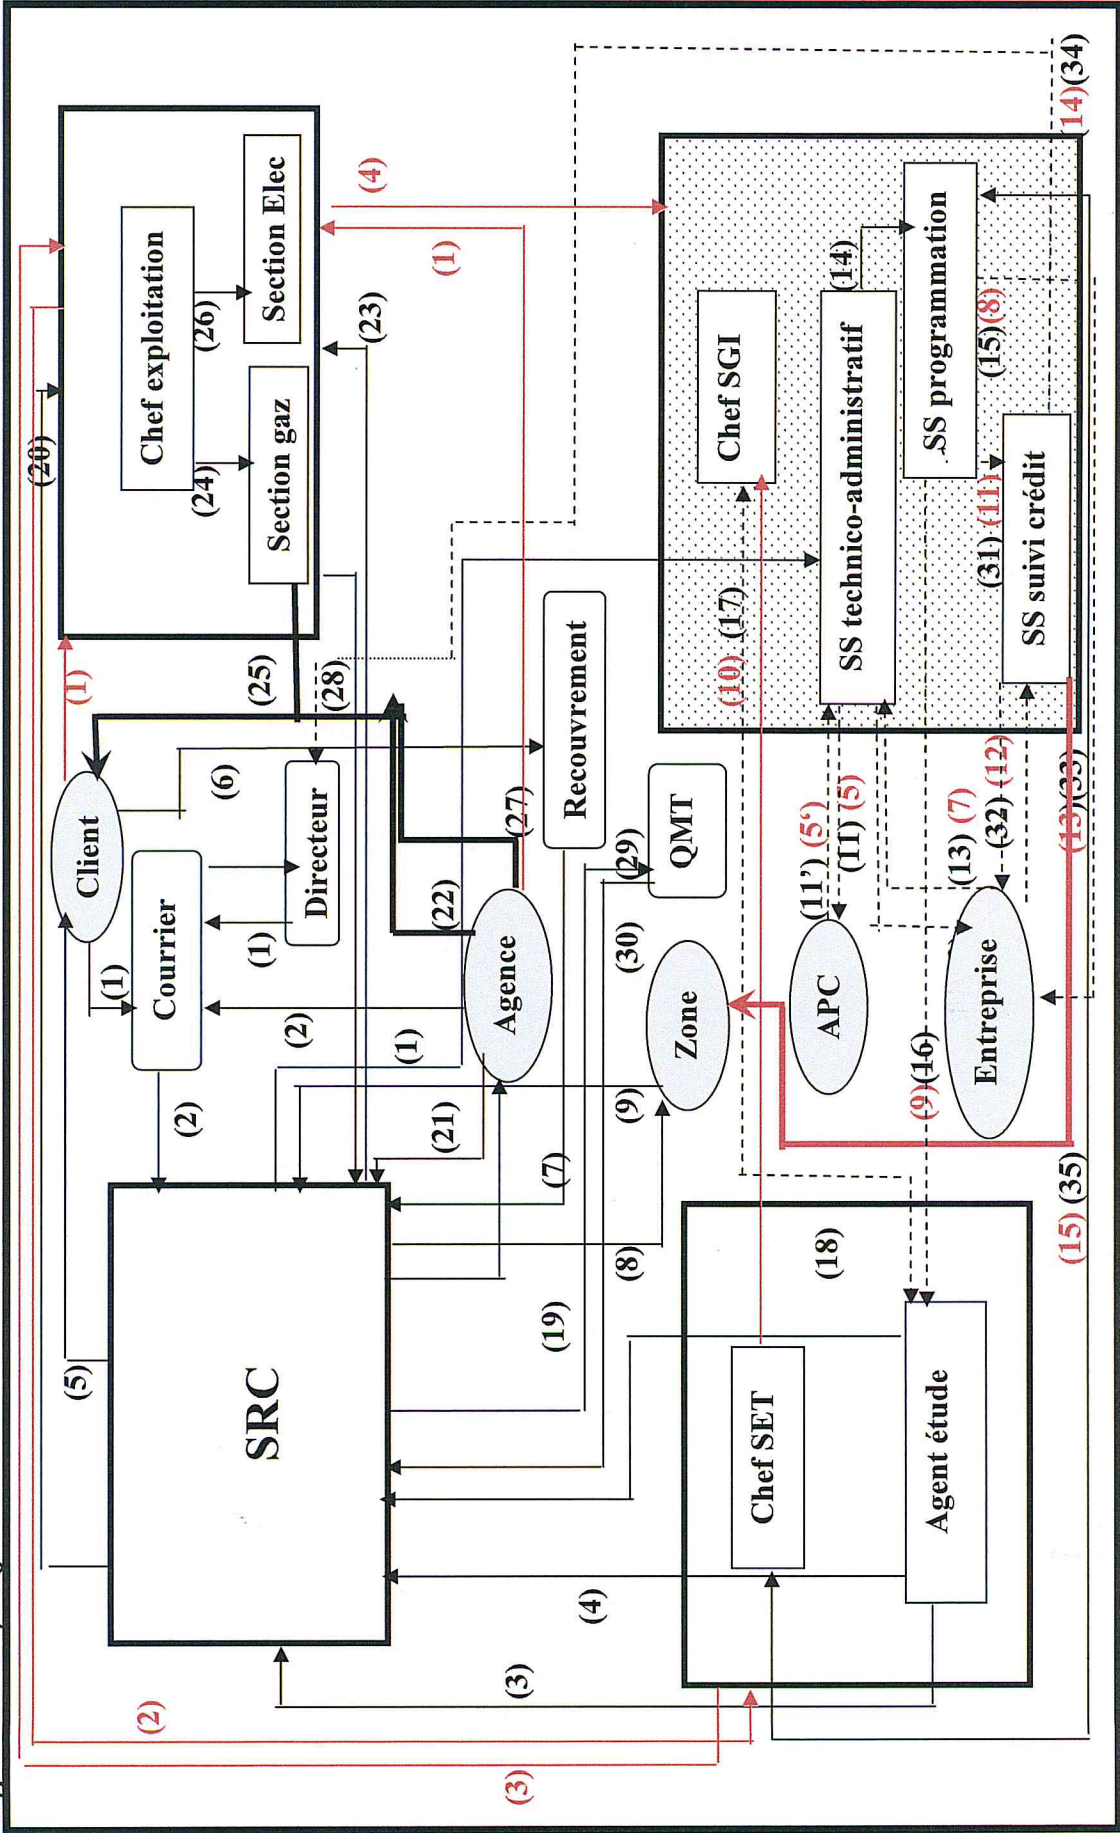 (3)
(2)
(3)
(4)
(20)
(5)
SRC
(19)
(8)
(7)
(21)
(2)
(1)
Courrier
Client
(1)
(1)
(2)
(1)
Directeur
(6)
(25)
(28)
(22)
Agence
(27)
Recouvrement
(29)
QMT
(30)
Zone
(9)
Chef exploitation
(24)
(26)
Section gaz
Section Elec
(23)
(1)
(4)
Chef SET
Agent étude
(18)
(15) (35)
(9) (16)
APC
Entreprise
(11’) (5‘)
(11) (5)
(13) (7)
(32) (12)
(13) (33)
(10) (17)
Chef SGI
SS technico-administratif
(14)
SS programmation
(15) (8)
(31) (11)
SS suivi crédit
(14) (34)